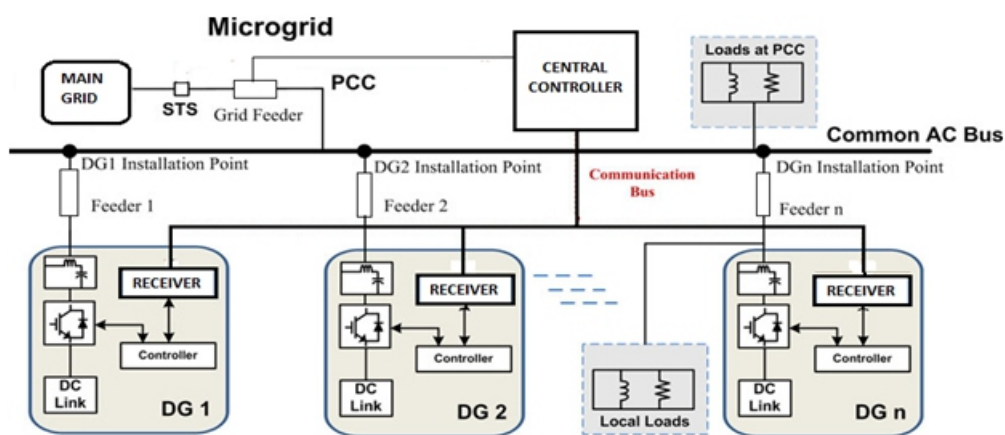 Microgrid
MAIN
GRID
STS
Grid Feeder
PCC
CENTRAL
CONTROLLER
Loads at PCC
Common AC Bus
DG1 Installation Point
DG2 Installation Point
DGn Installation Point
Communication
Bus
Feeder 1
Feeder 2
Feeder n
RECEIVER
Controller
DC
Link
DG 1
RECEIVER
Controller
DC
Link
DG 2
Local Loads
RECEIVER
Controller
DC
Link
DG n